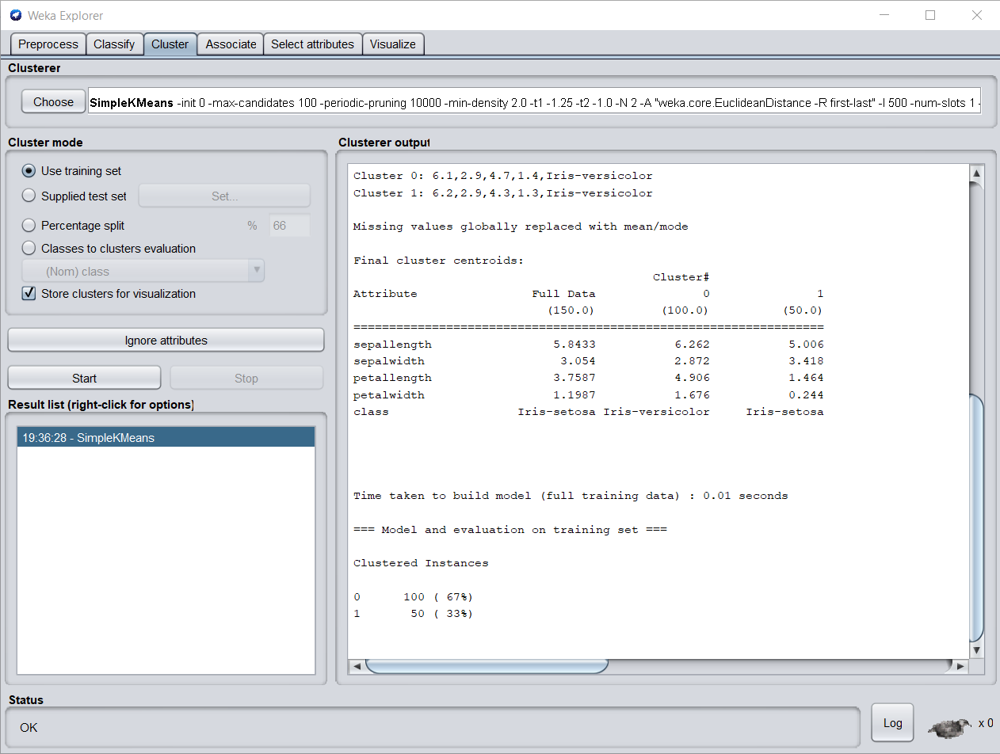 Weka Explorer
Preprocess Classify Cluster Associate Select attributes Visualize
Clusterer
Choose SimpleKMeans -init 0 -max-candidates 100 -periodic-pruning 10000 -min-density 2.0 -t1 -1.25 -t2 -1.0 -N 2 -A "weka.core.EuclideanDistance -R first-last" -I 500 -num-slots 1 -
Cluster mode
Use training set
Supplied test set Set...
Percentage split % 66
Classes to clusters evaluation
(Nom) class
Store clusters for visualization
Ignore attributes
Start Stop
Result list (right-click for options)
19:36:28 - SimpleKMeans
Clusterer output
Cluster 0: 6.1,2.9,4.7,1.4,Iris-versicolor
Cluster 1: 6.2,2.9,4.3,1.3,Iris-versicolor
Missing values globally replaced with mean/mode
Final cluster centroids:
Cluster#
Attribute Full Data 0 1
(150.0) (100.0) (50.0)
==================================================================
sepallength 5.8433 6.262 5.006
sepalwidth 3.054 2.872 3.418
petallength 3.7587 4.906 1.464
petalwidth 1.1987 1.676 0.244
class Iris-setosa Iris-versicolor Iris-setosa
Time taken to build model (full training data) : 0.01 seconds
=== Model and evaluation on training set ===
Clustered Instances
0 100 ( 67%)
1 50 ( 33%)
Status
OK
Log x 0